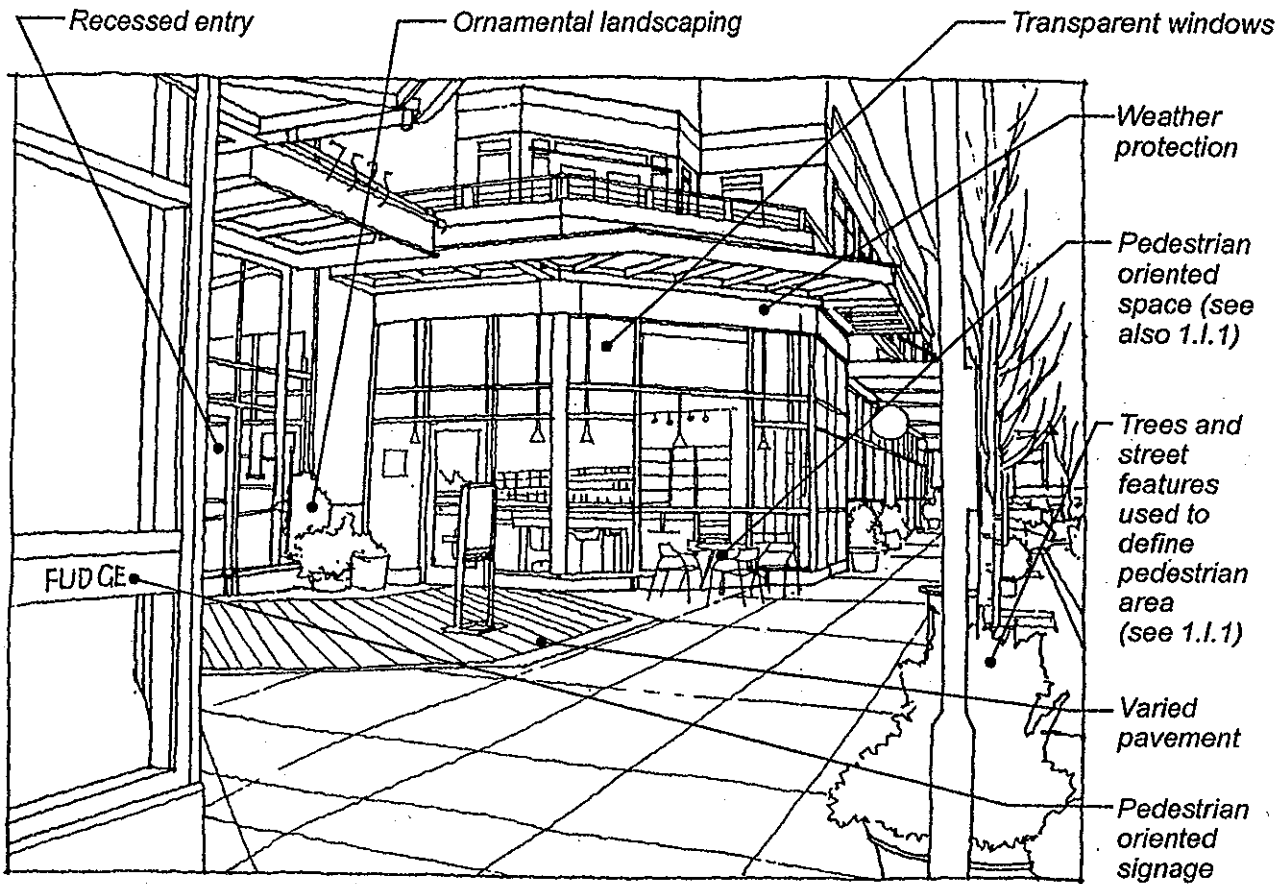 Recessed entry
Ornamental landscaping
Transparent windows
Weather
protection
Pedestrian
oriented
space (see
also 1.I.1)
Trees and
street
features
used to
define
pedestrian
area
(see 1.I.1)
FUDGE
Varied
pavement
Pedestrian
oriented
signage